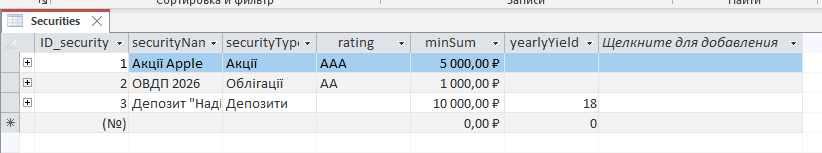 Сортировка и фильтр Записи Найти
Securities
ID_security securityNan securityType rating minSum yearlyYield Щелкните для добавления
1 Акції Apple Акції AAA 5 000,00 ₽
2 ОВДП 2026 Облігації AA 1 000,00 ₽
3 Депозит "Наді Депозити 10 000,00 ₽ 18
(№) 0,00 ₽ 0